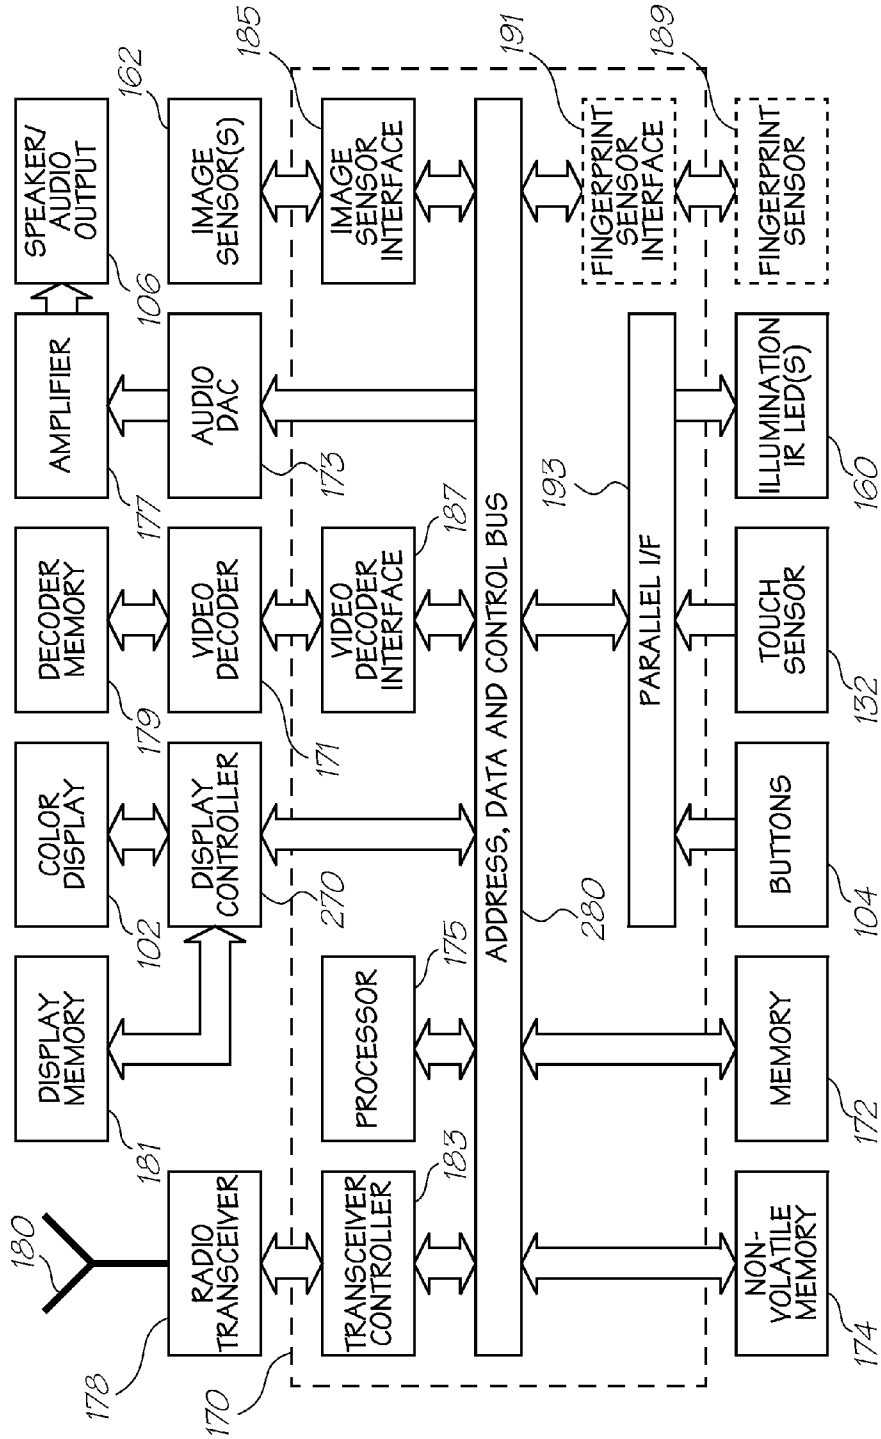 180
178
RADIO
TRANSCEIVER
181
DISPLAY
MEMORY
102
COLOR
DISPLAY
270
DISPLAY
CONTROLLER
179
DECODER
MEMORY
171
VIDEO
DECODER
177
AMPLIFIER
173
AUDIO
DAC
106
SPEAKER/
AUDIO
OUTPUT
162
IMAGE
SENSOR(S)
170
TRANSCEIVER
CONTROLLER
183
PROCESSOR
175
VIDEO
DECODER
INTERFACE
187
IMAGE
SENSOR
INTERFACE
185
ADDRESS, DATA AND CONTROL BUS
280
PARALLEL I/F
193
FINGERPRINT
SENSOR
INTERFACE
191
NON-
VOLATILE
MEMORY
174
MEMORY
172
BUTTONS
104
TOUCH
SENSOR
132
ILLUMINATION
IR LED(S)
160
FINGERPRINT
SENSOR
189